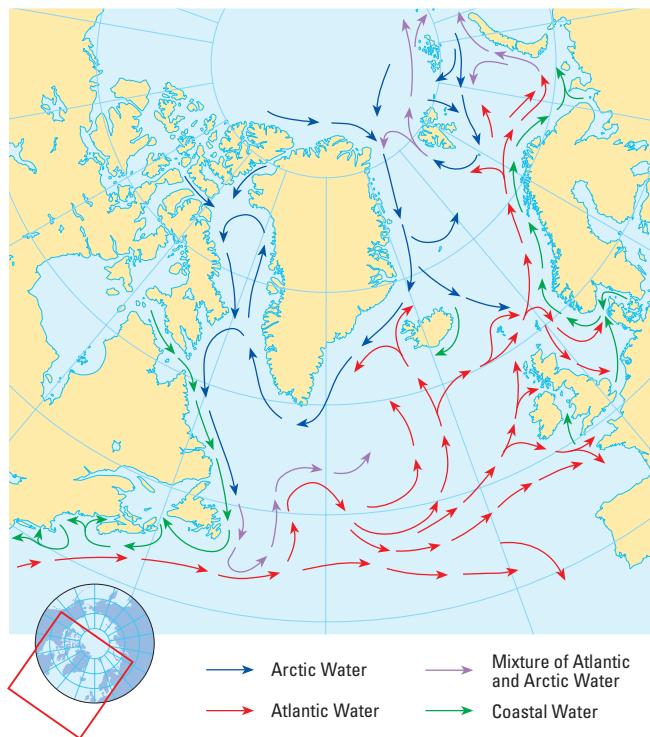 Arctic Water
Atlantic Water
Mixture of Atlantic
and Arctic Water
Coastal Water